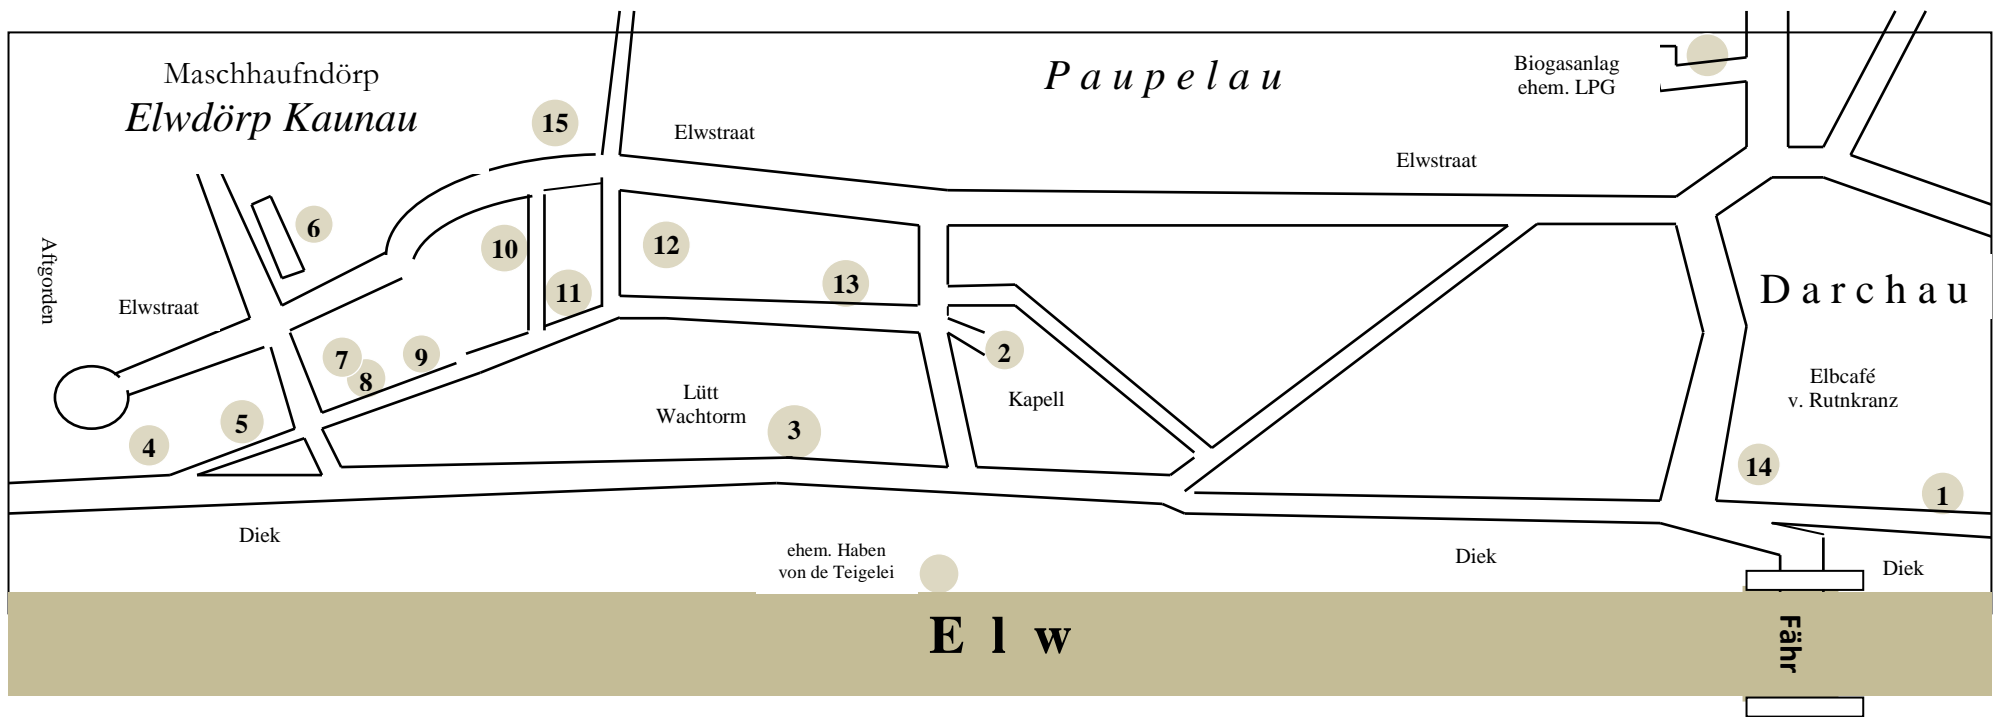 Maschhaufndörp
Elwdörp Kaunau
Paupelau
Biogasanlag
ehem. LPG
15
Elwstraat
Elwstraat
6
10
12
Aftgorden
11
13
Darchau
Elwstraat
7
8
9
2
Elbcafé
v. Rutnkranz
Lütt
Wachtorm
Kapell
5
4
3
14
1
Diek
ehem. Haben
von de Teigelei
Diek
Diek
Elw
Fähr